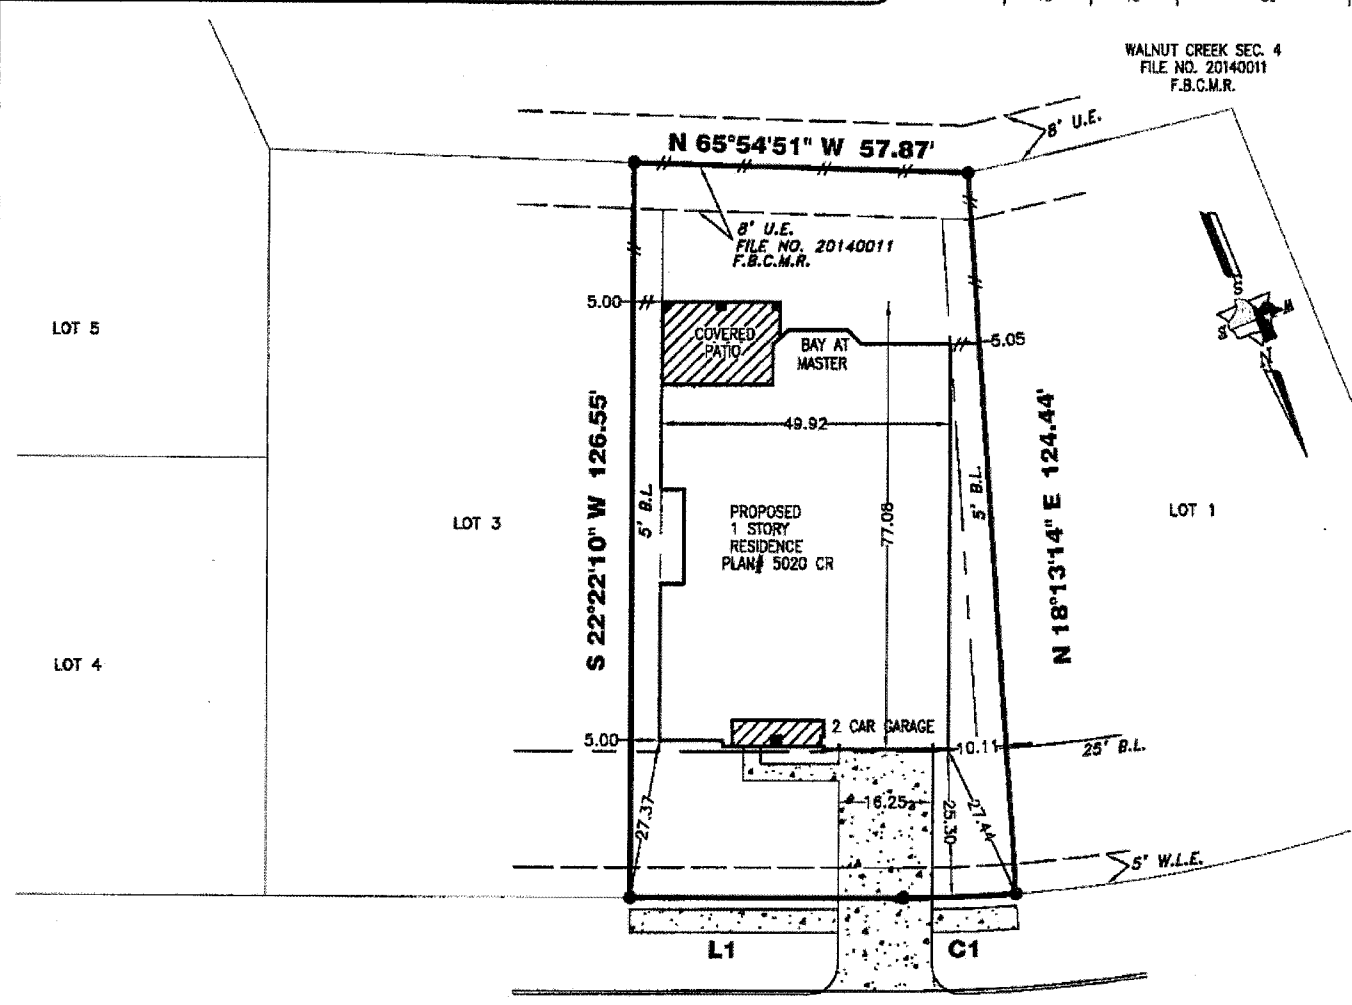 WALNUT CREEK SEC. 4
FILE NO. 20140011
F.B.C.M.R.
8' U.E.
N 65°54'51" W 57.87'
8' U.E.
FILE NO. 20140011
F.B.C.M.R.
S
M
S
N
5.00
COVERED
PATIO
BAY AT
MASTER
5.05
LOT 5
49.92
S 22°22'10" W 126.55'
5' B.L.
N 18°13'14" E 124.44'
5' B.L.
77.08
LOT 3
PROPOSED
1 STORY
RESIDENCE
PLAN# 5020 CR
LOT 1
LOT 4
2 CAR GARAGE
5.00
10.11
25' B.L.
27.37
16.25
25.30
27.44
5' W.L.E.
L1
C1